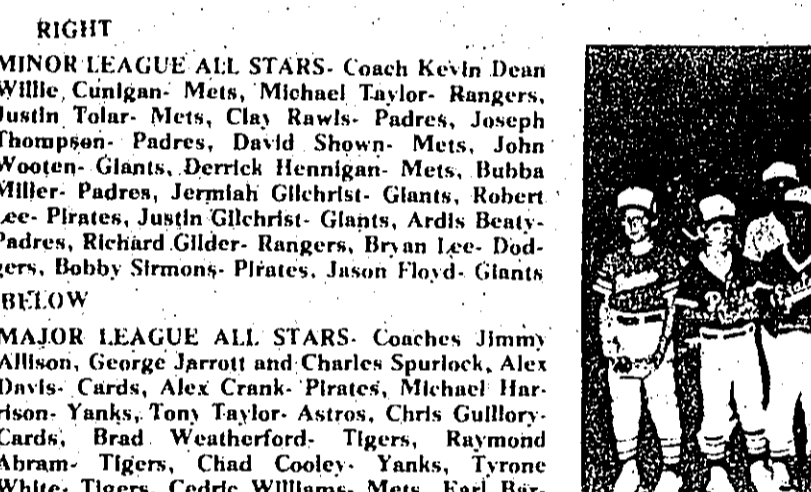 RIGHT
MINOR LEAGUE ALL STARS- Coach Kevin Dean
Willie Cunigan- Mets, Michael Taylor- Rangers,
Justin Tolar- Mets, Clay Rawls- Padres, Joseph
Thompson- Padres, David Shown- Mets, John
Wooten- Giants, Derrick Hennigan- Mets, Bubba
Miller- Padres, Jermiah Gilchrist- Giants, Robert
Lee- Pirates, Justin Gilchrist- Giants, Ardis Beaty-
Padres, Richard Gilder- Rangers, Bryan Lee- Dod-
gers, Bobby Sirmons- Pirates, Jason Floyd- Giants
BELOW
MAJOR LEAGUE ALL STARS- Coaches Jimmy
Allison, George Jarrott and Charles Spurlock, Alex
Davis- Cards, Alex Crank- Pirates, Michael Har-
rison- Yanks, Tony Taylor- Astros, Chris Guillory-
Cards, Brad Weatherford- Tigers, Raymond
Abram- Tigers, Chad Cooley- Yanks, Tyrone
White- Tigers, Cedric Williams- Mets, Earl Bar-